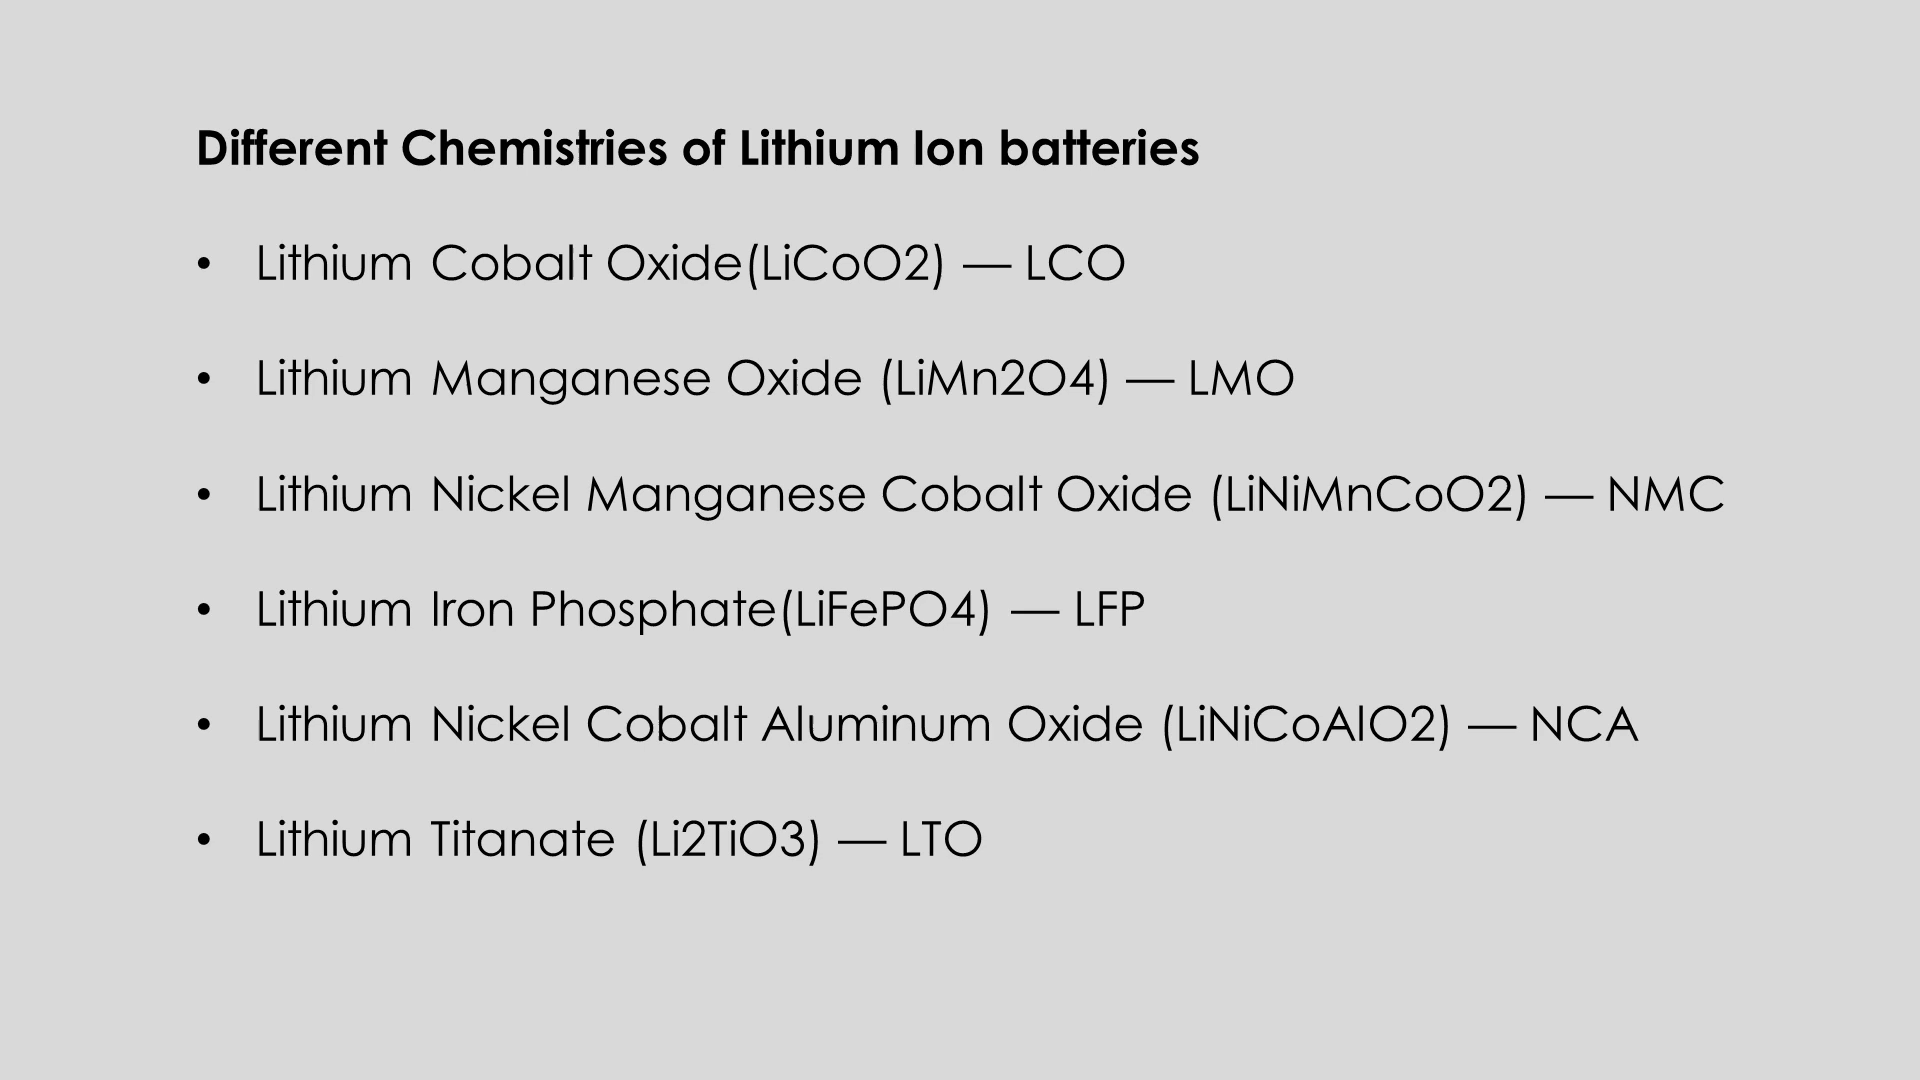 Different Chemistries of Lithium Ion batteries
• Lithium Cobalt Oxide(LiCoO2) — LCO
• Lithium Manganese Oxide (LiMn2O4) — LMO
• Lithium Nickel Manganese Cobalt Oxide (LiNiMnCoO2) — NMC
• Lithium Iron Phosphate(LiFePO4) — LFP
• Lithium Nickel Cobalt Aluminum Oxide (LiNiCoAlO2) — NCA
• Lithium Titanate (Li2TiO3) — LTO